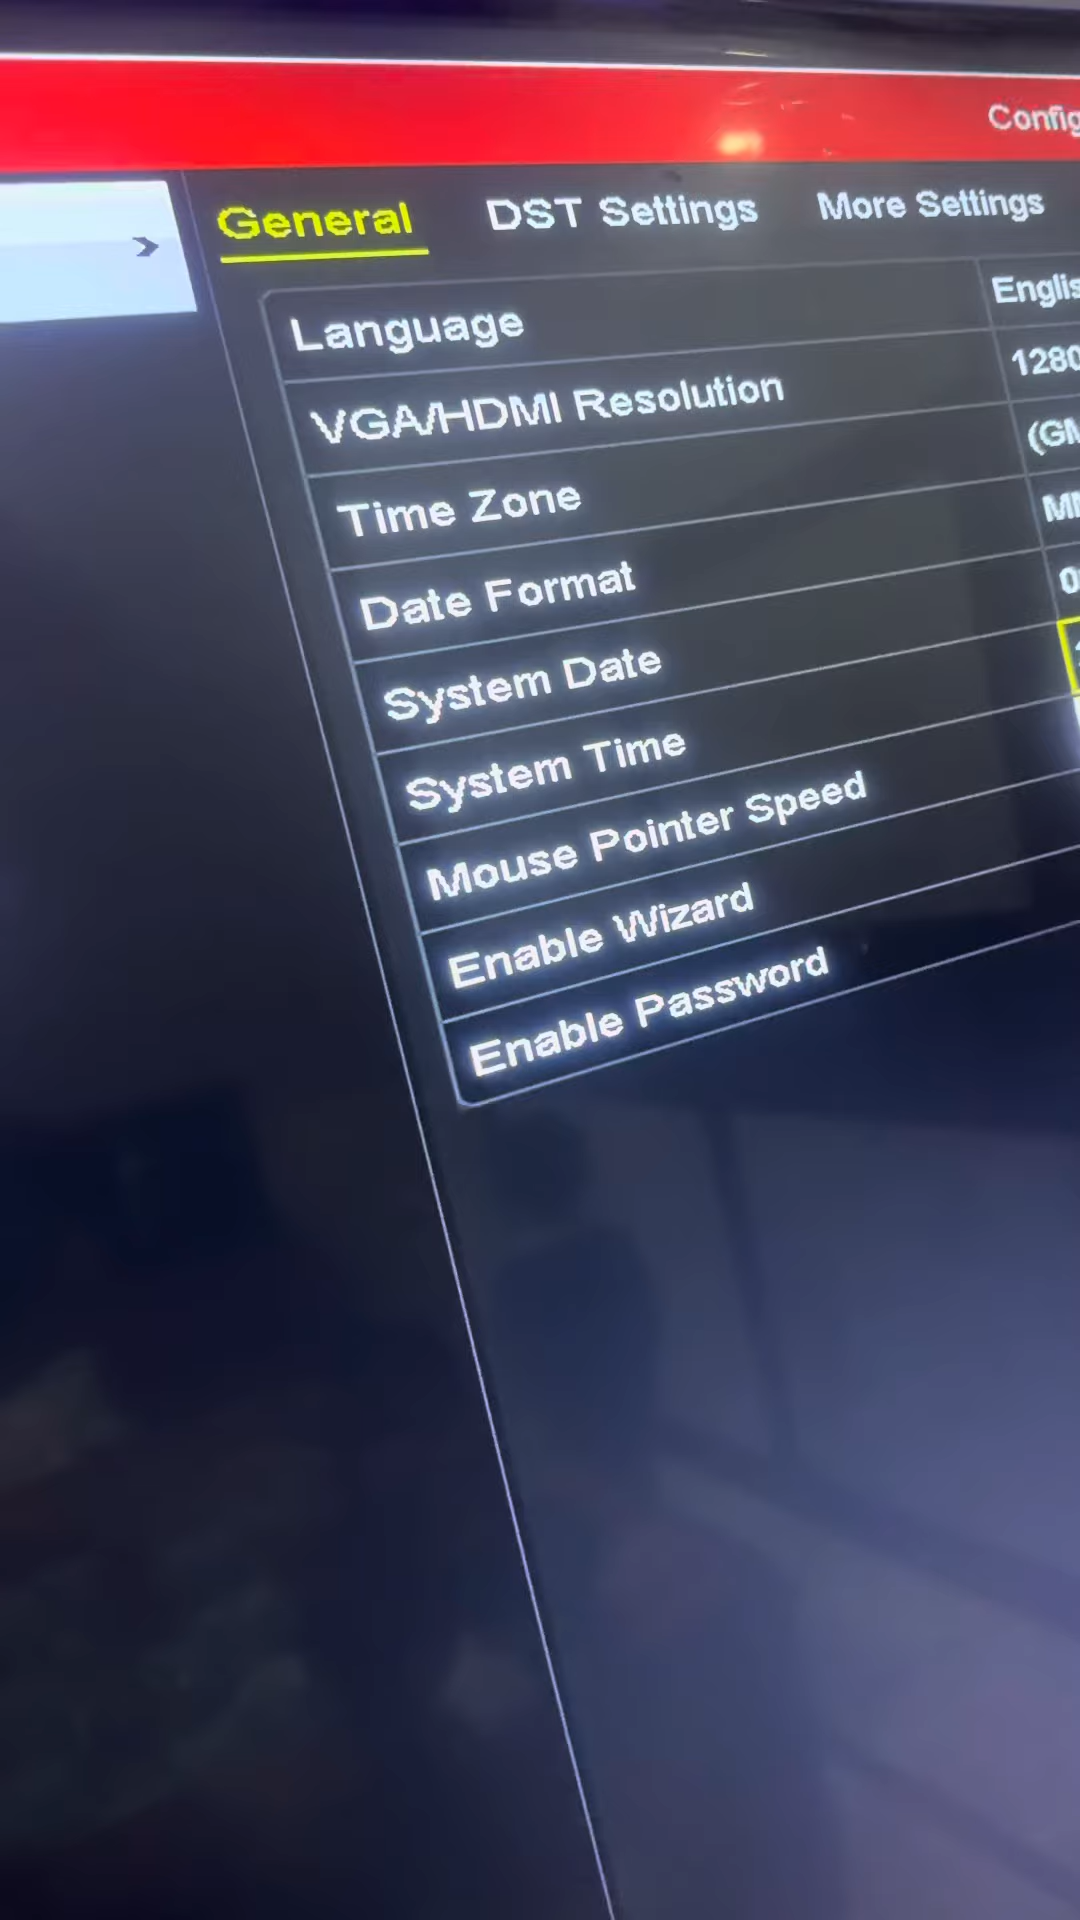 General DST Settings More Settings
Language
VGA/HDMI Resolution
Time Zone
Date Format
System Date
System Time
Mouse Pointer Speed
Enable Wizard
Enable Password